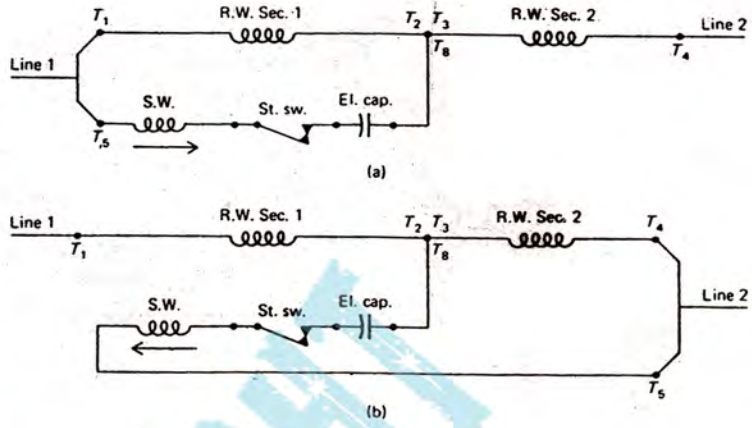 T1 R.W. Sec. 1 T2 T3 R.W. Sec. 2 Line 2
T8 T4
Line 1
S.W. St. sw. El. cap.
T,5
(a)
Line 1 R.W. Sec. 1 T2 T3 R.W. Sec. 2 T4
T1 T8
S.W. St. sw. El. cap. Line 2
T5
(b)